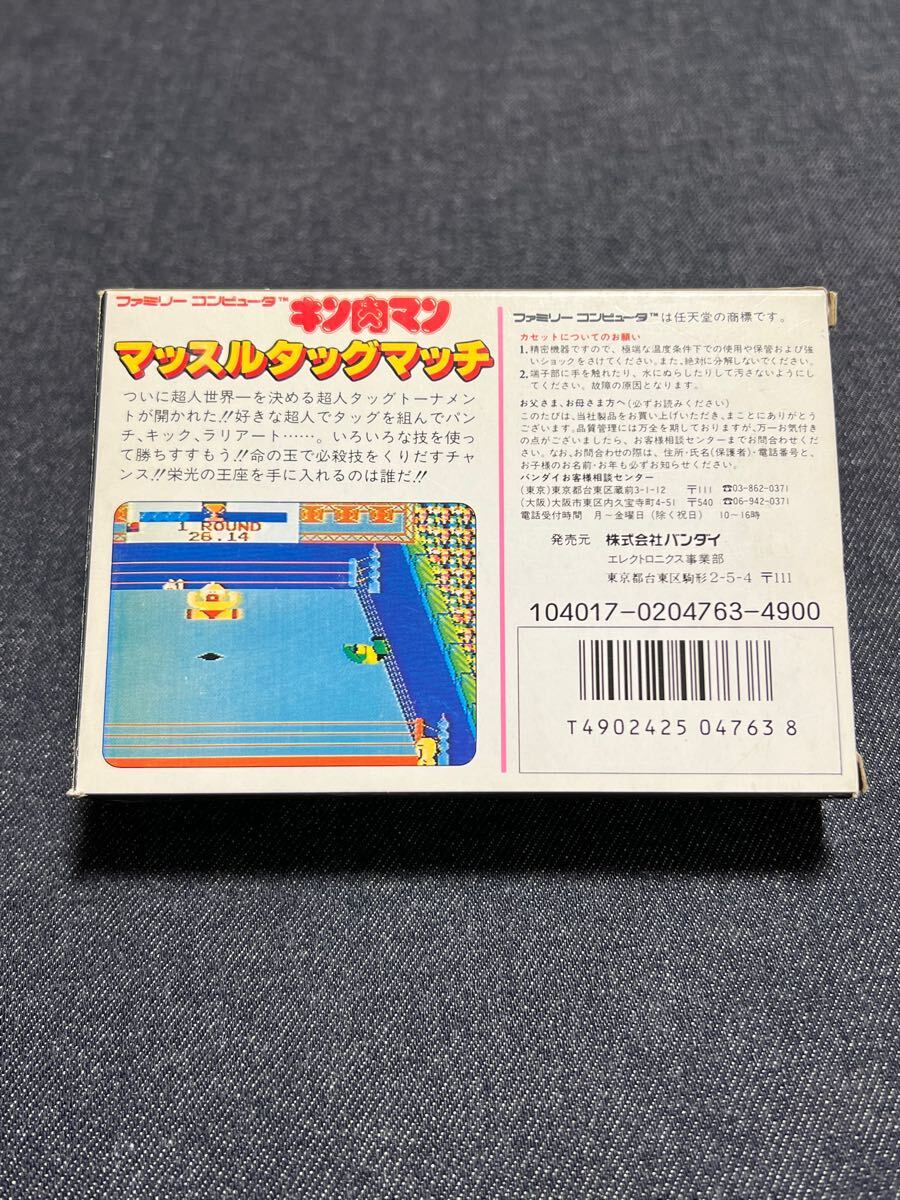 ファミリー コンピュータ™ キン肉マン
マッスルタッグマッチ
ついに超人世界一を決める超人タッグトーナメン
トが開かれた!!好きな超人でタッグを組んでパン
チ、キック、ラリアート……。いろいろな技を使っ
て勝ちすすもう!!命の玉で必殺技をくりだすチャ
ンス!!栄光の王座を手に入れるのは誰だ!!
1 ROUND
28.14
ファミリー コンピュータ™は任天堂の商標です。
カセットについてのお願い
1.精密機器ですので、極端な温度条件下での使用や保管および強
いショックをさけてください。また、絶対に分解しないでください。
2.端子部に手を触れたり、水にぬらしたりして汚さないようにし
てください。故障の原因となります。
お父さま、お母さま方へ(必ずお読みください)
このたびは、当社製品をお買い上げいただき、まことにありがとう
ございます。品質管理には万全を期しておりますが、万一お気付き
の点がございましたら、お客様相談センターまでお問合わせくださ
い。なお、お問合わせの際は、住所・氏名(保護者)・電話番号と、
お子様のお名前・お年も必ずお知らせください。
バンダイお客様相談センター
(東京)東京都台東区蔵前3-1-12 〒111 ☎03-862-0371
(大阪)大阪市東区内久宝寺町4-51 〒540 ☎06-942-0371
電話受付時間 月〜金曜日(除く祝日) 10〜16時
発売元 株式会社バンダイ
エレクトロニクス事業部
東京都台東区駒形2-5-4 〒111
104017-0204763-4900
T4902425 04763 8